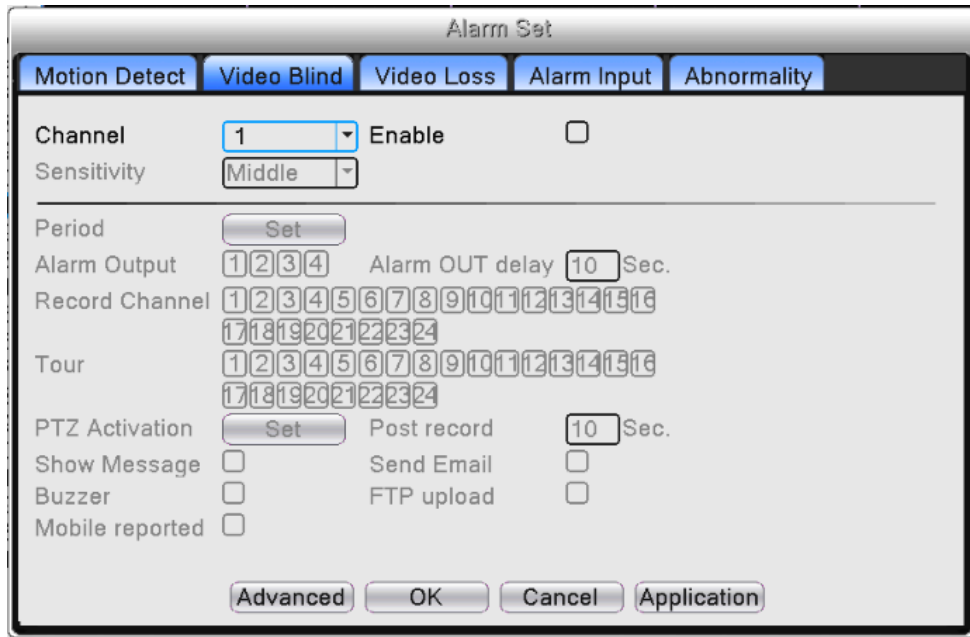 Alarm Set
Motion Detect Video Blind Video Loss Alarm Input Abnormality
Channel 1 Enable
Sensitivity Middle
Period Set
Alarm Output 1 2 3 4 Alarm OUT delay 10 Sec.
Record Channel 1 2 3 4 5 6 7 8 9 10 11 12 13 14 15 16
17 18 19 20 21 22 23 24
Tour 1 2 3 4 5 6 7 8 9 10 11 12 13 14 15 16
17 18 19 20 21 22 23 24
PTZ Activation Set Post record 10 Sec.
Show Message Send Email
Buzzer FTP upload
Mobile reported
Advanced OK Cancel Application